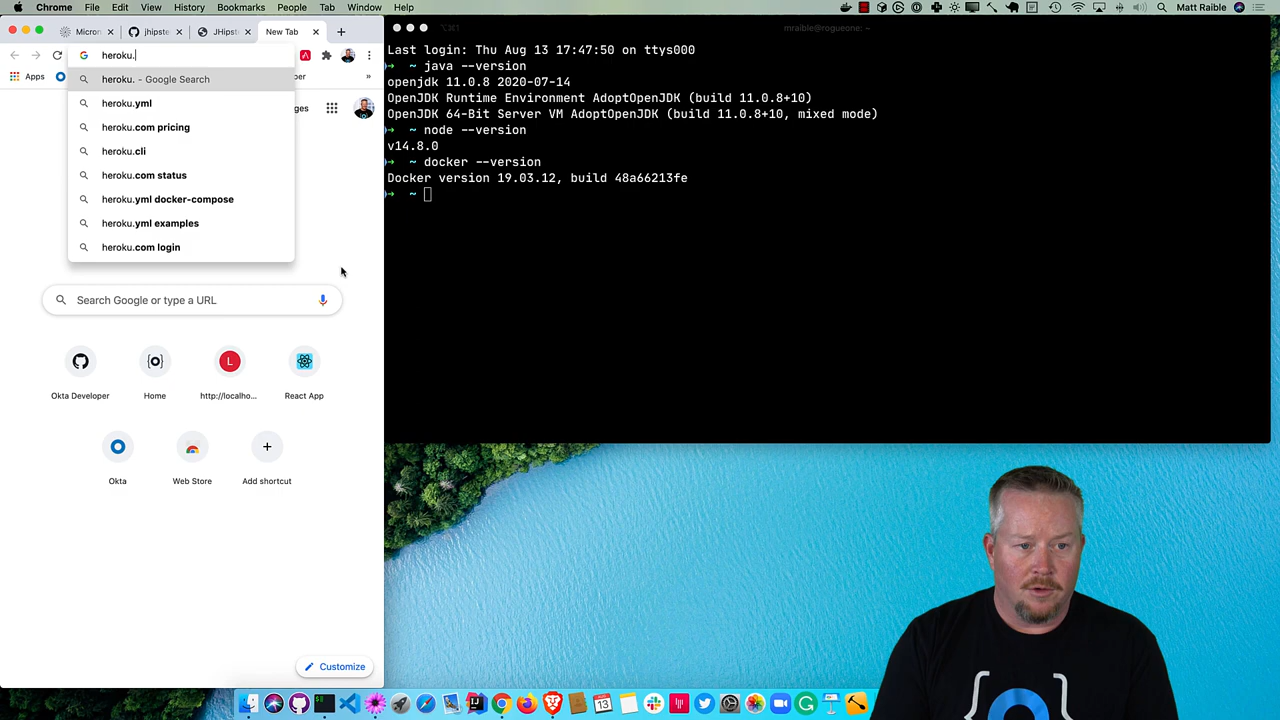 Chrome File Edit View History Bookmarks People Tab Window Help Matt Raible
Micron jhipste JHipst New Tab
heroku.
Apps per
heroku. - Google Search
heroku.yml
heroku.com pricing
heroku.cli
heroku.com status
heroku.yml docker-compose
heroku.yml examples
heroku.com login
ges
Search Google or type a URL
Okta Developer Home http://localho... React App
Okta Web Store Add shortcut
Customize
⌥⌘1 mraible@rogueone:~
Last login: Thu Aug 13 17:47:50 on ttys000
→ ~ java --version
openjdk 11.0.8 2020-07-14
OpenJDK Runtime Environment AdoptOpenJDK (build 11.0.8+10)
OpenJDK 64-Bit Server VM AdoptOpenJDK (build 11.0.8+10, mixed mode)
→ ~ node --version
v14.8.0
→ ~ docker --version
Docker version 19.03.12, build 48a66213fe
→ ~